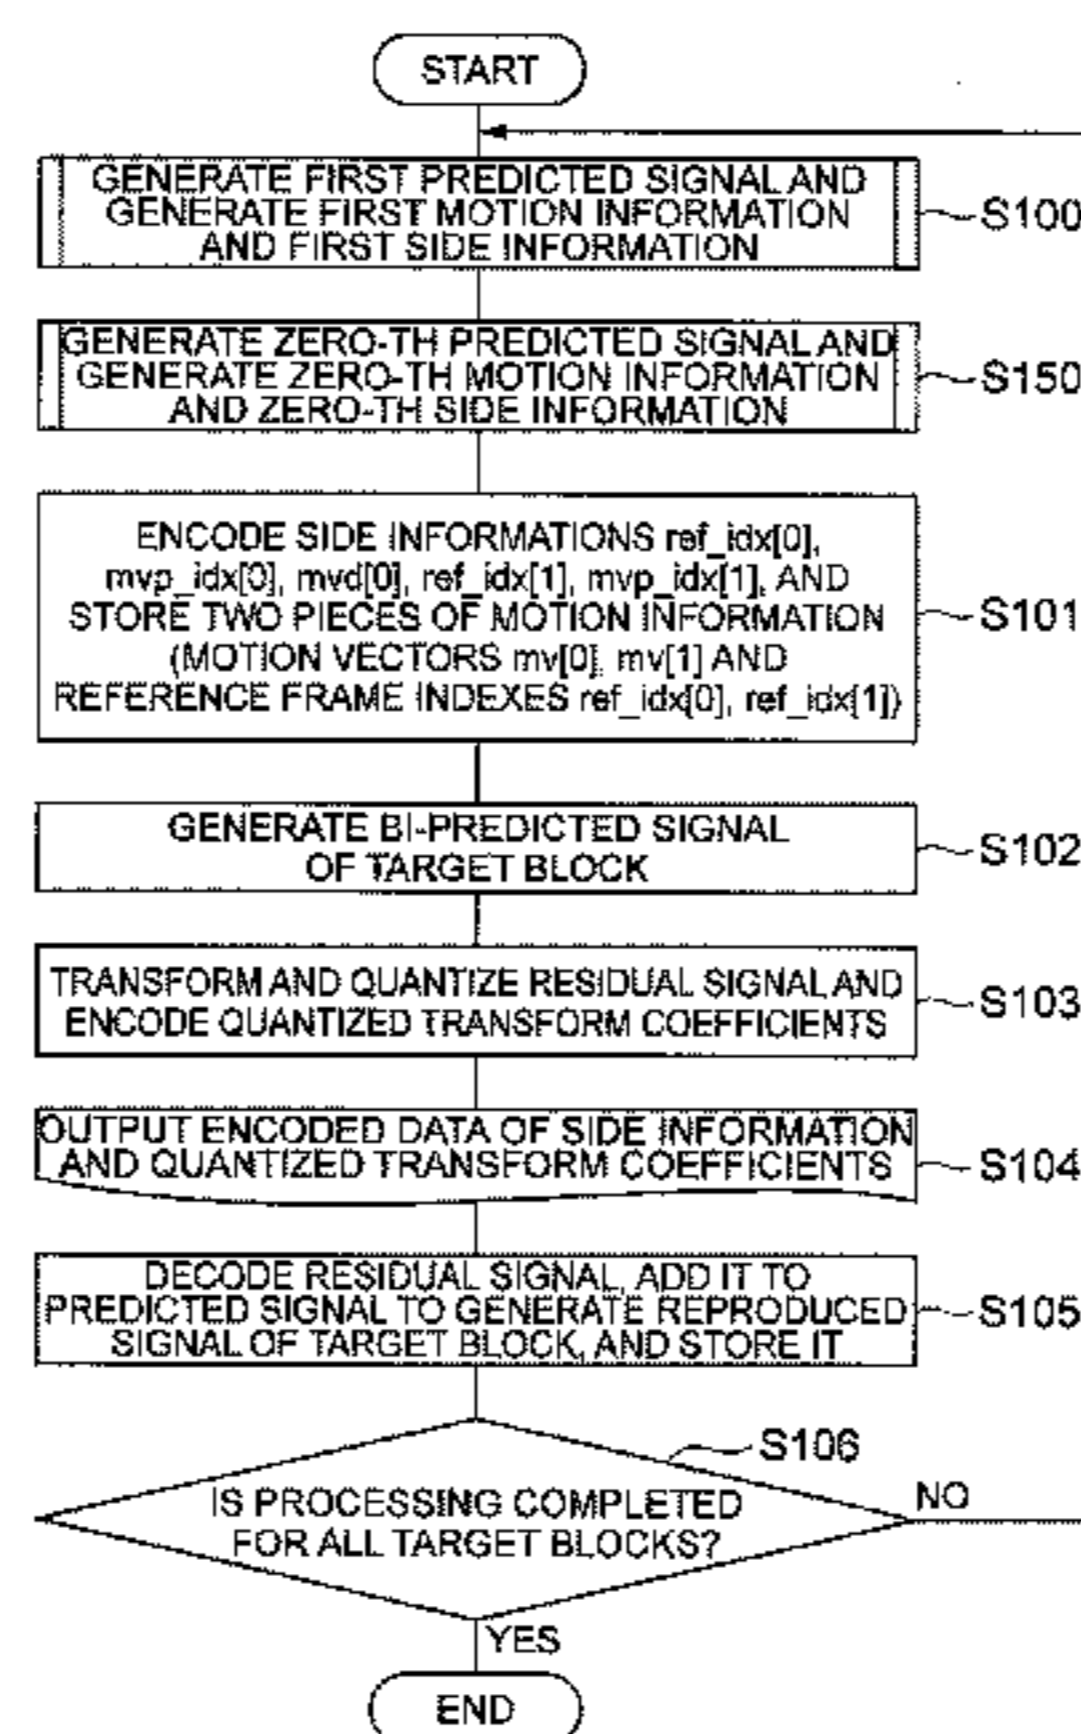 START
GENERATE FIRST PREDICTED SIGNAL AND
GENERATE FIRST MOTION INFORMATION
AND FIRST SIDE INFORMATION
S100
GENERATE ZERO-TH PREDICTED SIGNAL AND
GENERATE ZERO-TH MOTION INFORMATION
AND ZERO-TH SIDE INFORMATION
S150
ENCODE SIDE INFORMATIONS ref_idx[0],
mvp_idx[0], mvd[0], ref_idx[1], mvp_idx[1], AND
STORE TWO PIECES OF MOTION INFORMATION
(MOTION VECTORS mv[0], mv[1] AND
REFERENCE FRAME INDEXES ref_idx[0], ref_idx[1])
S101
GENERATE BI-PREDICTED SIGNAL
OF TARGET BLOCK
S102
TRANSFORM AND QUANTIZE RESIDUAL SIGNAL AND
ENCODE QUANTIZED TRANSFORM COEFFICIENTS
S103
OUTPUT ENCODED DATA OF SIDE INFORMATION
AND QUANTIZED TRANSFORM COEFFICIENTS
S104
DECODE RESIDUAL SIGNAL, ADD IT TO
PREDICTED SIGNAL TO GENERATE REPRODUCED
SIGNAL OF TARGET BLOCK, AND STORE IT
S105
S106
IS PROCESSING COMPLETED
FOR ALL TARGET BLOCKS?
NO
YES
END